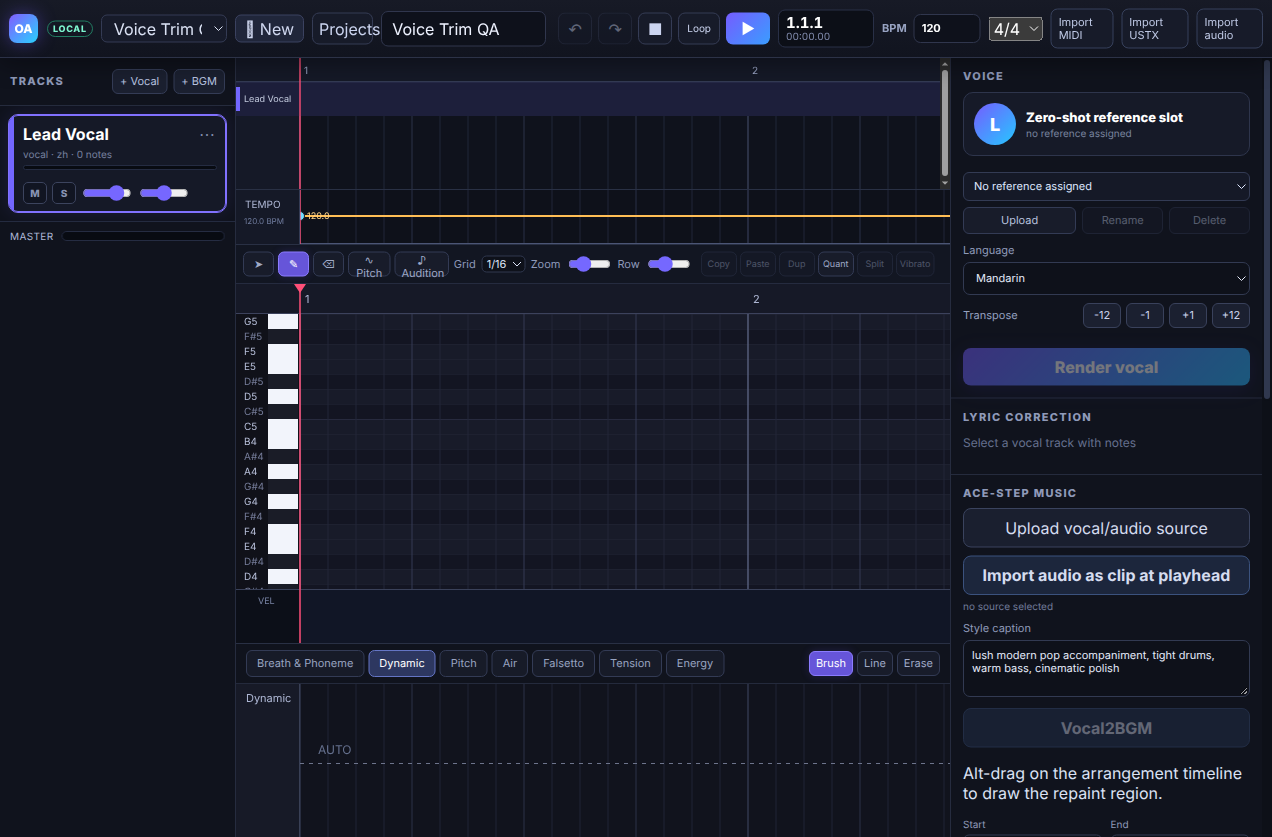 OA
LOCAL
Voice Trim
New
Projects
Voice Trim QA
Loop
1.1.1
00:00.00
BPM
120
4/4
Import
MIDI
Import
USTX
Import
audio
TRACKS
+ Vocal
+ BGM
Lead Vocal
vocal · zh · 0 notes
M
S
MASTER
1
2
Lead Vocal
TEMPO
120.0 BPM
120.0
Pitch
Audition
Grid
1/16
Zoom
Row
Copy
Paste
Dup
Quant
Split
Vibrato
1
2
G5
F#5
F5
E5
D#5
D5
C#5
C5
B4
A#4
A4
G#4
G4
F#4
F4
E4
D#4
D4
VEL
Breath & Phoneme
Dynamic
Pitch
Air
Falsetto
Tension
Energy
Brush
Line
Erase
Dynamic
AUTO
VOICE
L
Zero-shot reference slot
no reference assigned
No reference assigned
Upload
Rename
Delete
Language
Mandarin
Transpose
-12
-1
+1
+12
Render vocal
LYRIC CORRECTION
Select a vocal track with notes
ACE-STEP MUSIC
Upload vocal/audio source
Import audio as clip at playhead
no source selected
Style caption
lush modern pop accompaniment, tight drums,
warm bass, cinematic polish
Vocal2BGM
Alt-drag on the arrangement timeline
to draw the repaint region.
Start
End